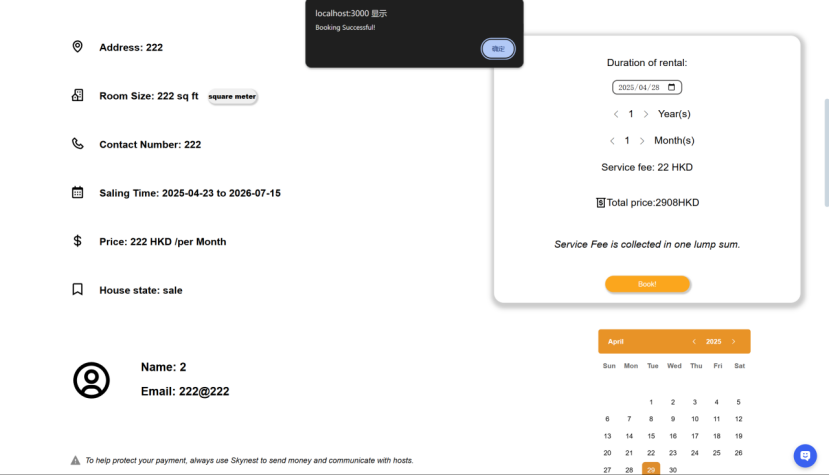 localhost:3000 显示
Booking Successful!
确定
Address: 222
Room Size: 222 sq ft square meter
Contact Number: 222
Saling Time: 2025-04-23 to 2026-07-15
Price: 222 HKD /per Month
House state: sale
Name: 2
Email: 222@222
To help protect your payment, always use Skynest to send money and communicate with hosts.
Duration of rental:
2025/04/28
< 1 > Year(s)
< 1 > Month(s)
Service fee: 22 HKD
Total price:2908HKD
Service Fee is collected in one lump sum.
Book!
April < 2025 >
Sun Mon Tue Wed Thu Fri Sat
1 2 3 4 5
6 7 8 9 10 11 12
13 14 15 16 17 18 19
20 21 22 23 24 25 26
27 28 29 30